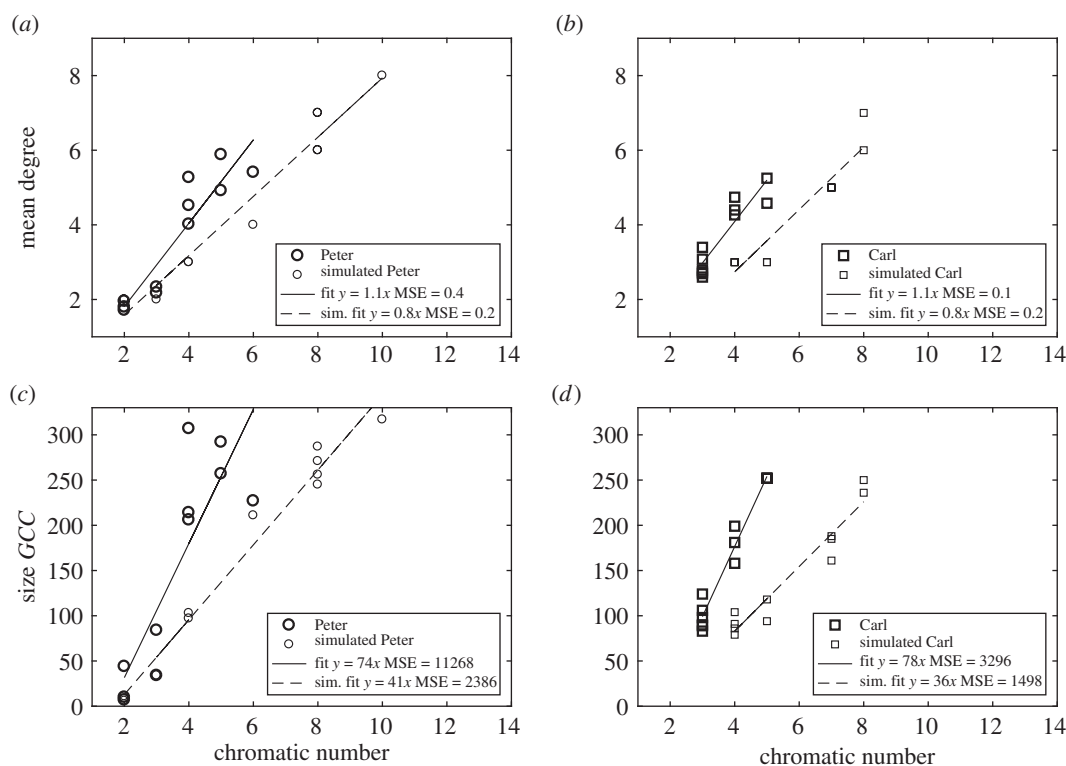 (a)
(b)
mean degree
8
6
4
2
Peter
simulated Peter
fit y = 1.1x MSE = 0.4
sim. fit y = 0.8x MSE = 0.2
2 4 6 8 10 12 14
8
6
4
2
Carl
simulated Carl
fit y = 1.1x MSE = 0.1
sim. fit y = 0.8x MSE = 0.2
2 4 6 8 10 12 14
(c)
(d)
size GCC
300
250
200
150
100
50
0
Peter
simulated Peter
fit y = 74x MSE = 11268
sim. fit y = 41x MSE = 2386
2 4 6 8 10 12 14
chromatic number
300
250
200
150
100
50
0
Carl
simulated Carl
fit y = 78x MSE = 3296
sim. fit y = 36x MSE = 1498
2 4 6 8 10 12 14
chromatic number